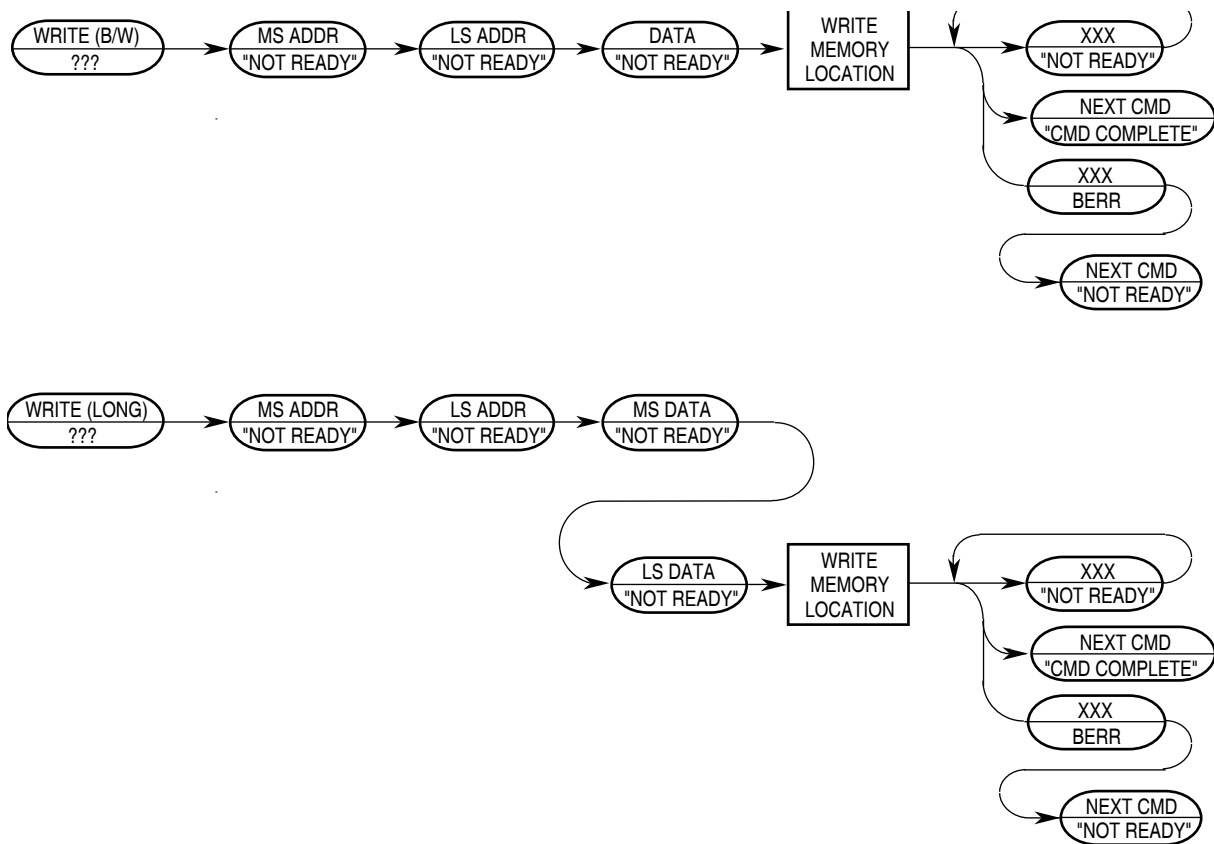 WRITE (B/W)
???
MS ADDR
"NOT READY"
LS ADDR
"NOT READY"
DATA
"NOT READY"
WRITE
MEMORY
LOCATION
XXX
"NOT READY"
NEXT CMD
"CMD COMPLETE"
XXX
BERR
NEXT CMD
"NOT READY"
WRITE (LONG)
???
MS ADDR
"NOT READY"
LS ADDR
"NOT READY"
MS DATA
"NOT READY"
LS DATA
"NOT READY"
WRITE
MEMORY
LOCATION
XXX
"NOT READY"
NEXT CMD
"CMD COMPLETE"
XXX
BERR
NEXT CMD
"NOT READY"